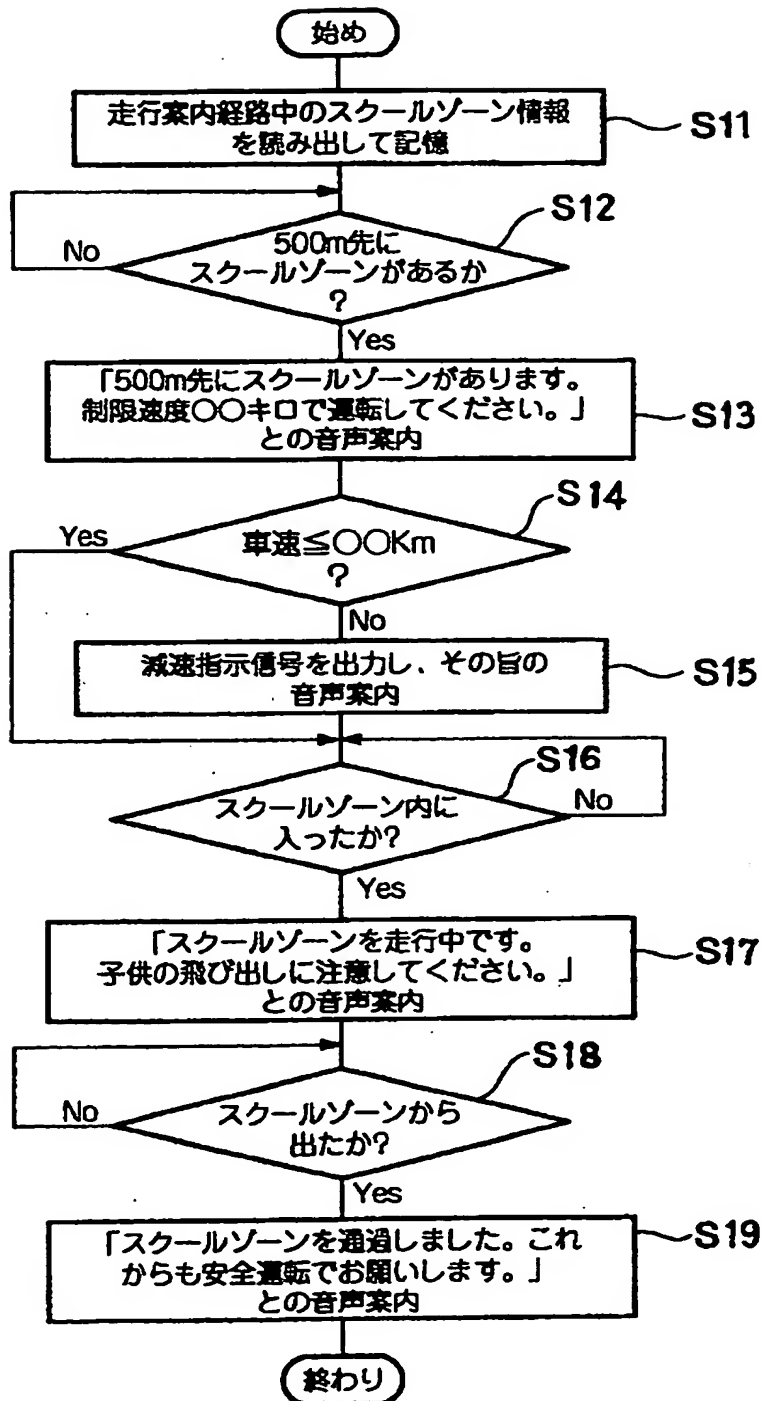 始め
走行案内経路中のスクールゾーン情報
を読み出して記憶
S11
S12
500m先に
スクールゾーンがあるか
?
No
Yes
「500m先にスクールゾーンがあります。
制限速度〇〇キロで運転してください。」
との音声案内
S13
S14
車速≦〇〇Km
?
Yes
No
減速指示信号を出力し、その旨の
音声案内
S15
S16
スクールゾーン内に
入ったか?
No
Yes
「スクールゾーンを走行中です。
子供の飛び出しに注意してください。」
との音声案内
S17
S18
スクールゾーンから
出たか?
No
Yes
「スクールゾーンを通過しました。これ
からも安全運転でお願いします。」
との音声案内
S19
終わり